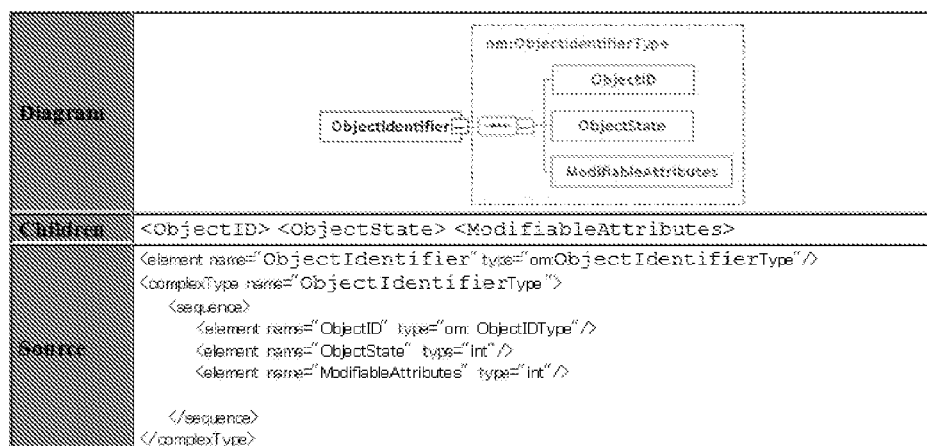 Diagram
om:ObjectIdentifierType
ObjectID
ObjectIdentifier
ObjectState
ModifiableAttributes
Children
<ObjectID> <ObjectState> <ModifiableAttributes>
Source
<element name="ObjectIdentifier" type="om:ObjectIdentifierType"/>
<complexType name="ObjectIdentifierType">
<sequence>
<element name="ObjectID" type="om: ObjectIDType"/>
<element name="ObjectState" type="int"/>
<element name="ModifiableAttributes" type="int"/>
</sequence>
</complexType>